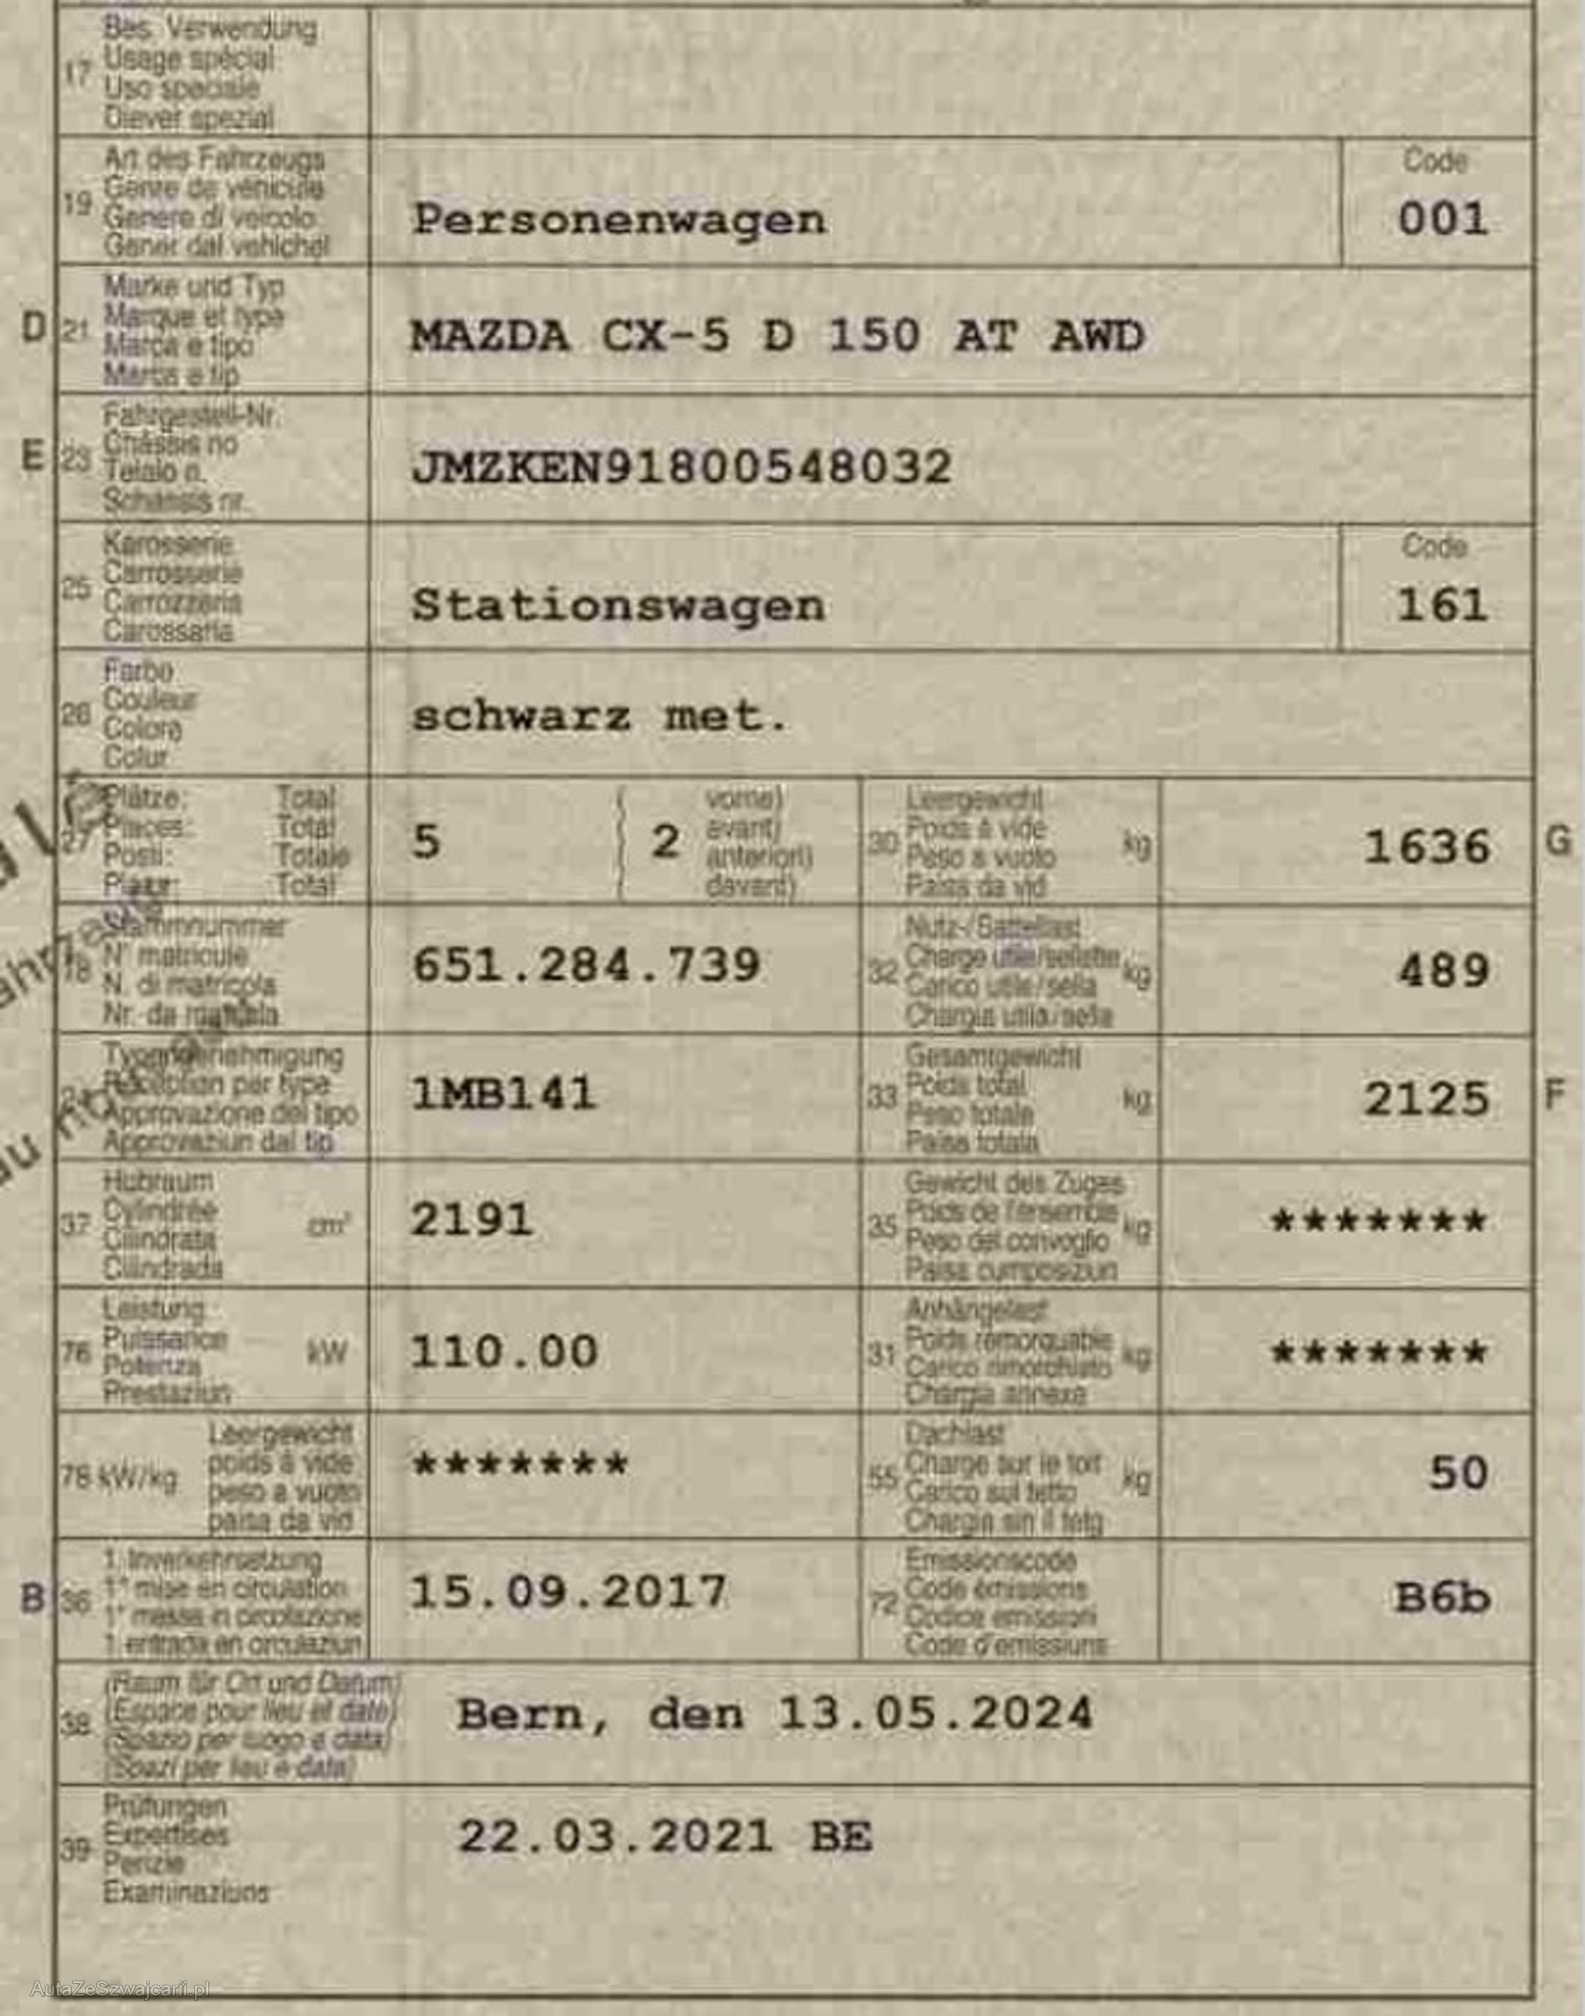 17 Bes. Verwendung
Usage spécial
Uso speciale
Diever spezial
19 Art des Fahrzeugs
Genre de véhicule
Genere di veicolo
Gener dal vehichel
Personenwagen
Code
001
D 21 Marke und Typ
Marque et type
Marca e tipo
Marca e tip
MAZDA CX-5 D 150 AT AWD
E 23 Fahrgestell-Nr.
Châssis no
Telaio n.
Schassis nr.
JMZKEN91800548032
25 Karosserie
Carrosserie
Carrozzeria
Carossaria
Stationswagen
Code
161
26 Farbe
Couleur
Colore
Colur
schwarz met.
27 Plätze: Total
Places: Total
Posti: Totale
Plazs: Total
5
2
vorne)
avant)
anteriori)
davant)
30 Leergewicht
Poids à vide
Peso a vuoto
Paisa da vid
kg
1636 G
18 Stammnummer
N° matricule
N. di matricola
Nr. da matricla
651.284.739
32 Nutz-/Sattellast
Charge utile/sellette
Carico utile/sella
Chargia utila/sella
kg
489
24 Typengenehmigung
Réception par type
Approvazione del tipo
Approvaziun dal tip
1MB141
33 Gesamtgewicht
Poids total
Peso totale
Paisa totala
kg
2125 F
37 Hubraum
Cylindrée
Cilindrata
Cilindrada
cm³
2191
35 Gewicht des Zuges
Poids de l'ensemble
Peso del convoglio
Paisa cumposiziun
kg
*******
76 Leistung
Puissance
Potenza
Prestaziun
kW
110.00
31 Anhängelast
Poids remorquable
Carico rimorchiato
Chargia annexa
kg
*******
78 kW/kg
Leergewicht
poids à vide
peso a vuoto
paisa da vid
*******
55 Dachlast
Charge sur le toit
Carico sul tetto
Chargia sin il tetg
kg
50
B 36 1. Inverkehrsetzung
1re mise en circulation
1a messa in circolazione
1. entrada en circulaziun
15.09.2017
72 Emissionscode
Code émissions
Codice emissioni
Code d'emissiuns
B6b
38 (Raum für Ort und Datum)
(Espace pour lieu et date)
(Spazio per luogo e data)
(Spazi per lieu e data)
Bern, den 13.05.2024
39 Prüfungen
Expertises
Perizie
Examinaziuns
22.03.2021 BE
AutaZeSzwajcarii.pl